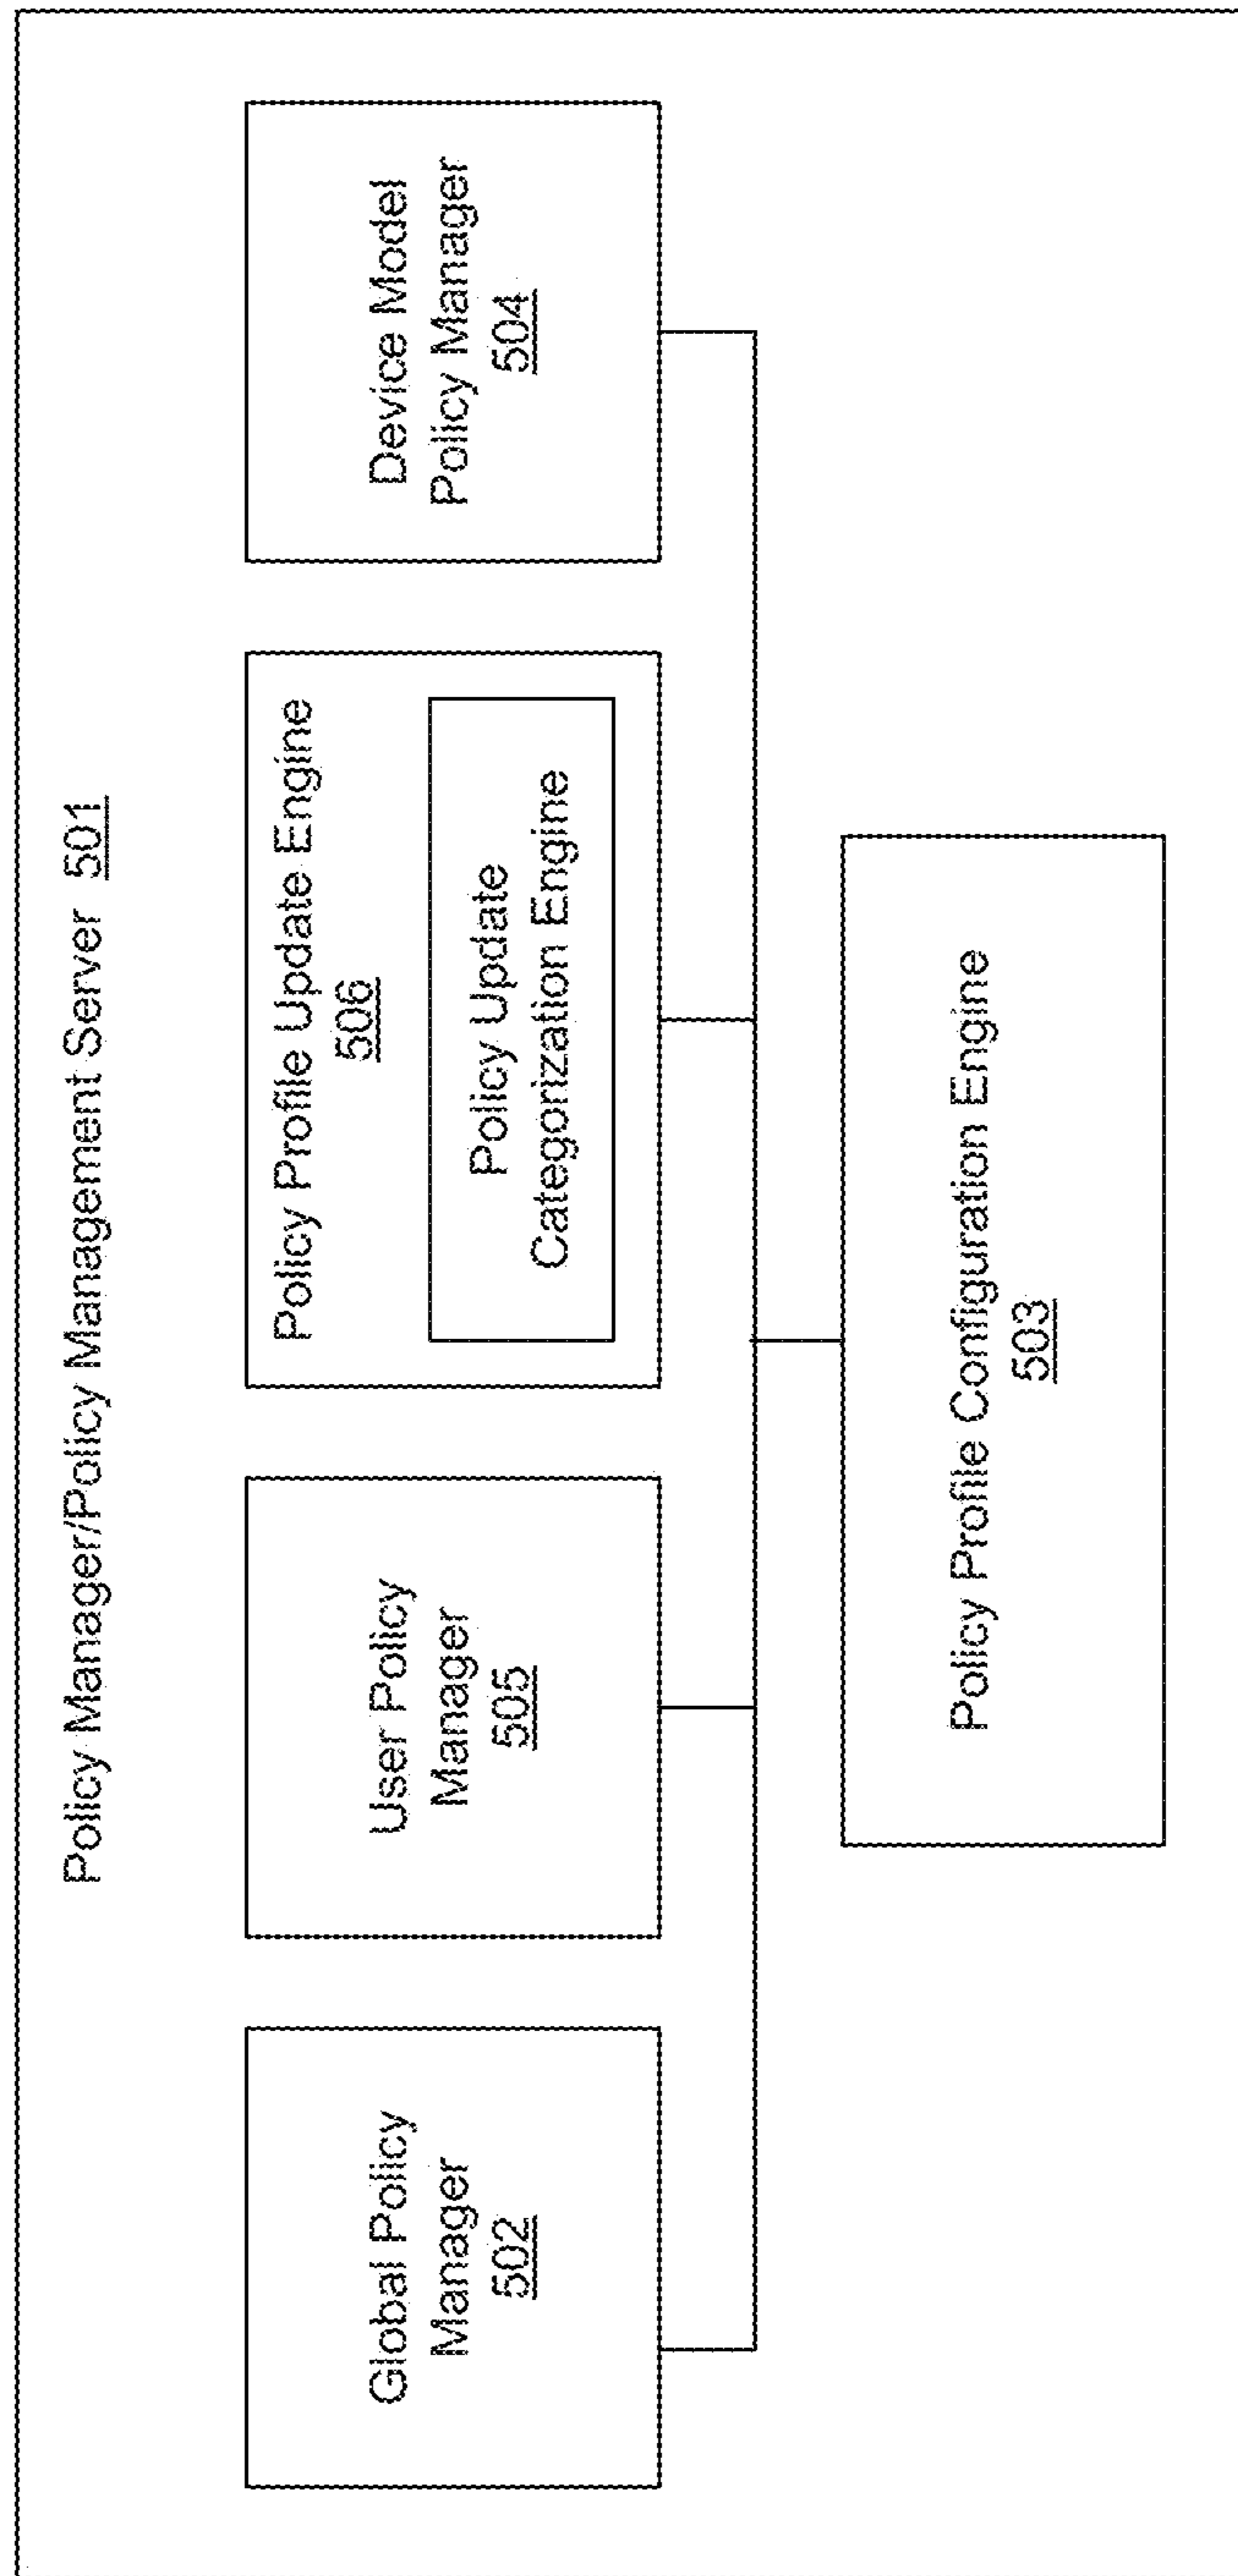 Policy Manager/Policy Management Server 501
Global Policy
Manager
502
User Policy
Manager
505
Policy Profile Update Engine
506
Policy Update
Categorization Engine
Device Model
Policy Manager
504
Policy Profile Configuration Engine
503